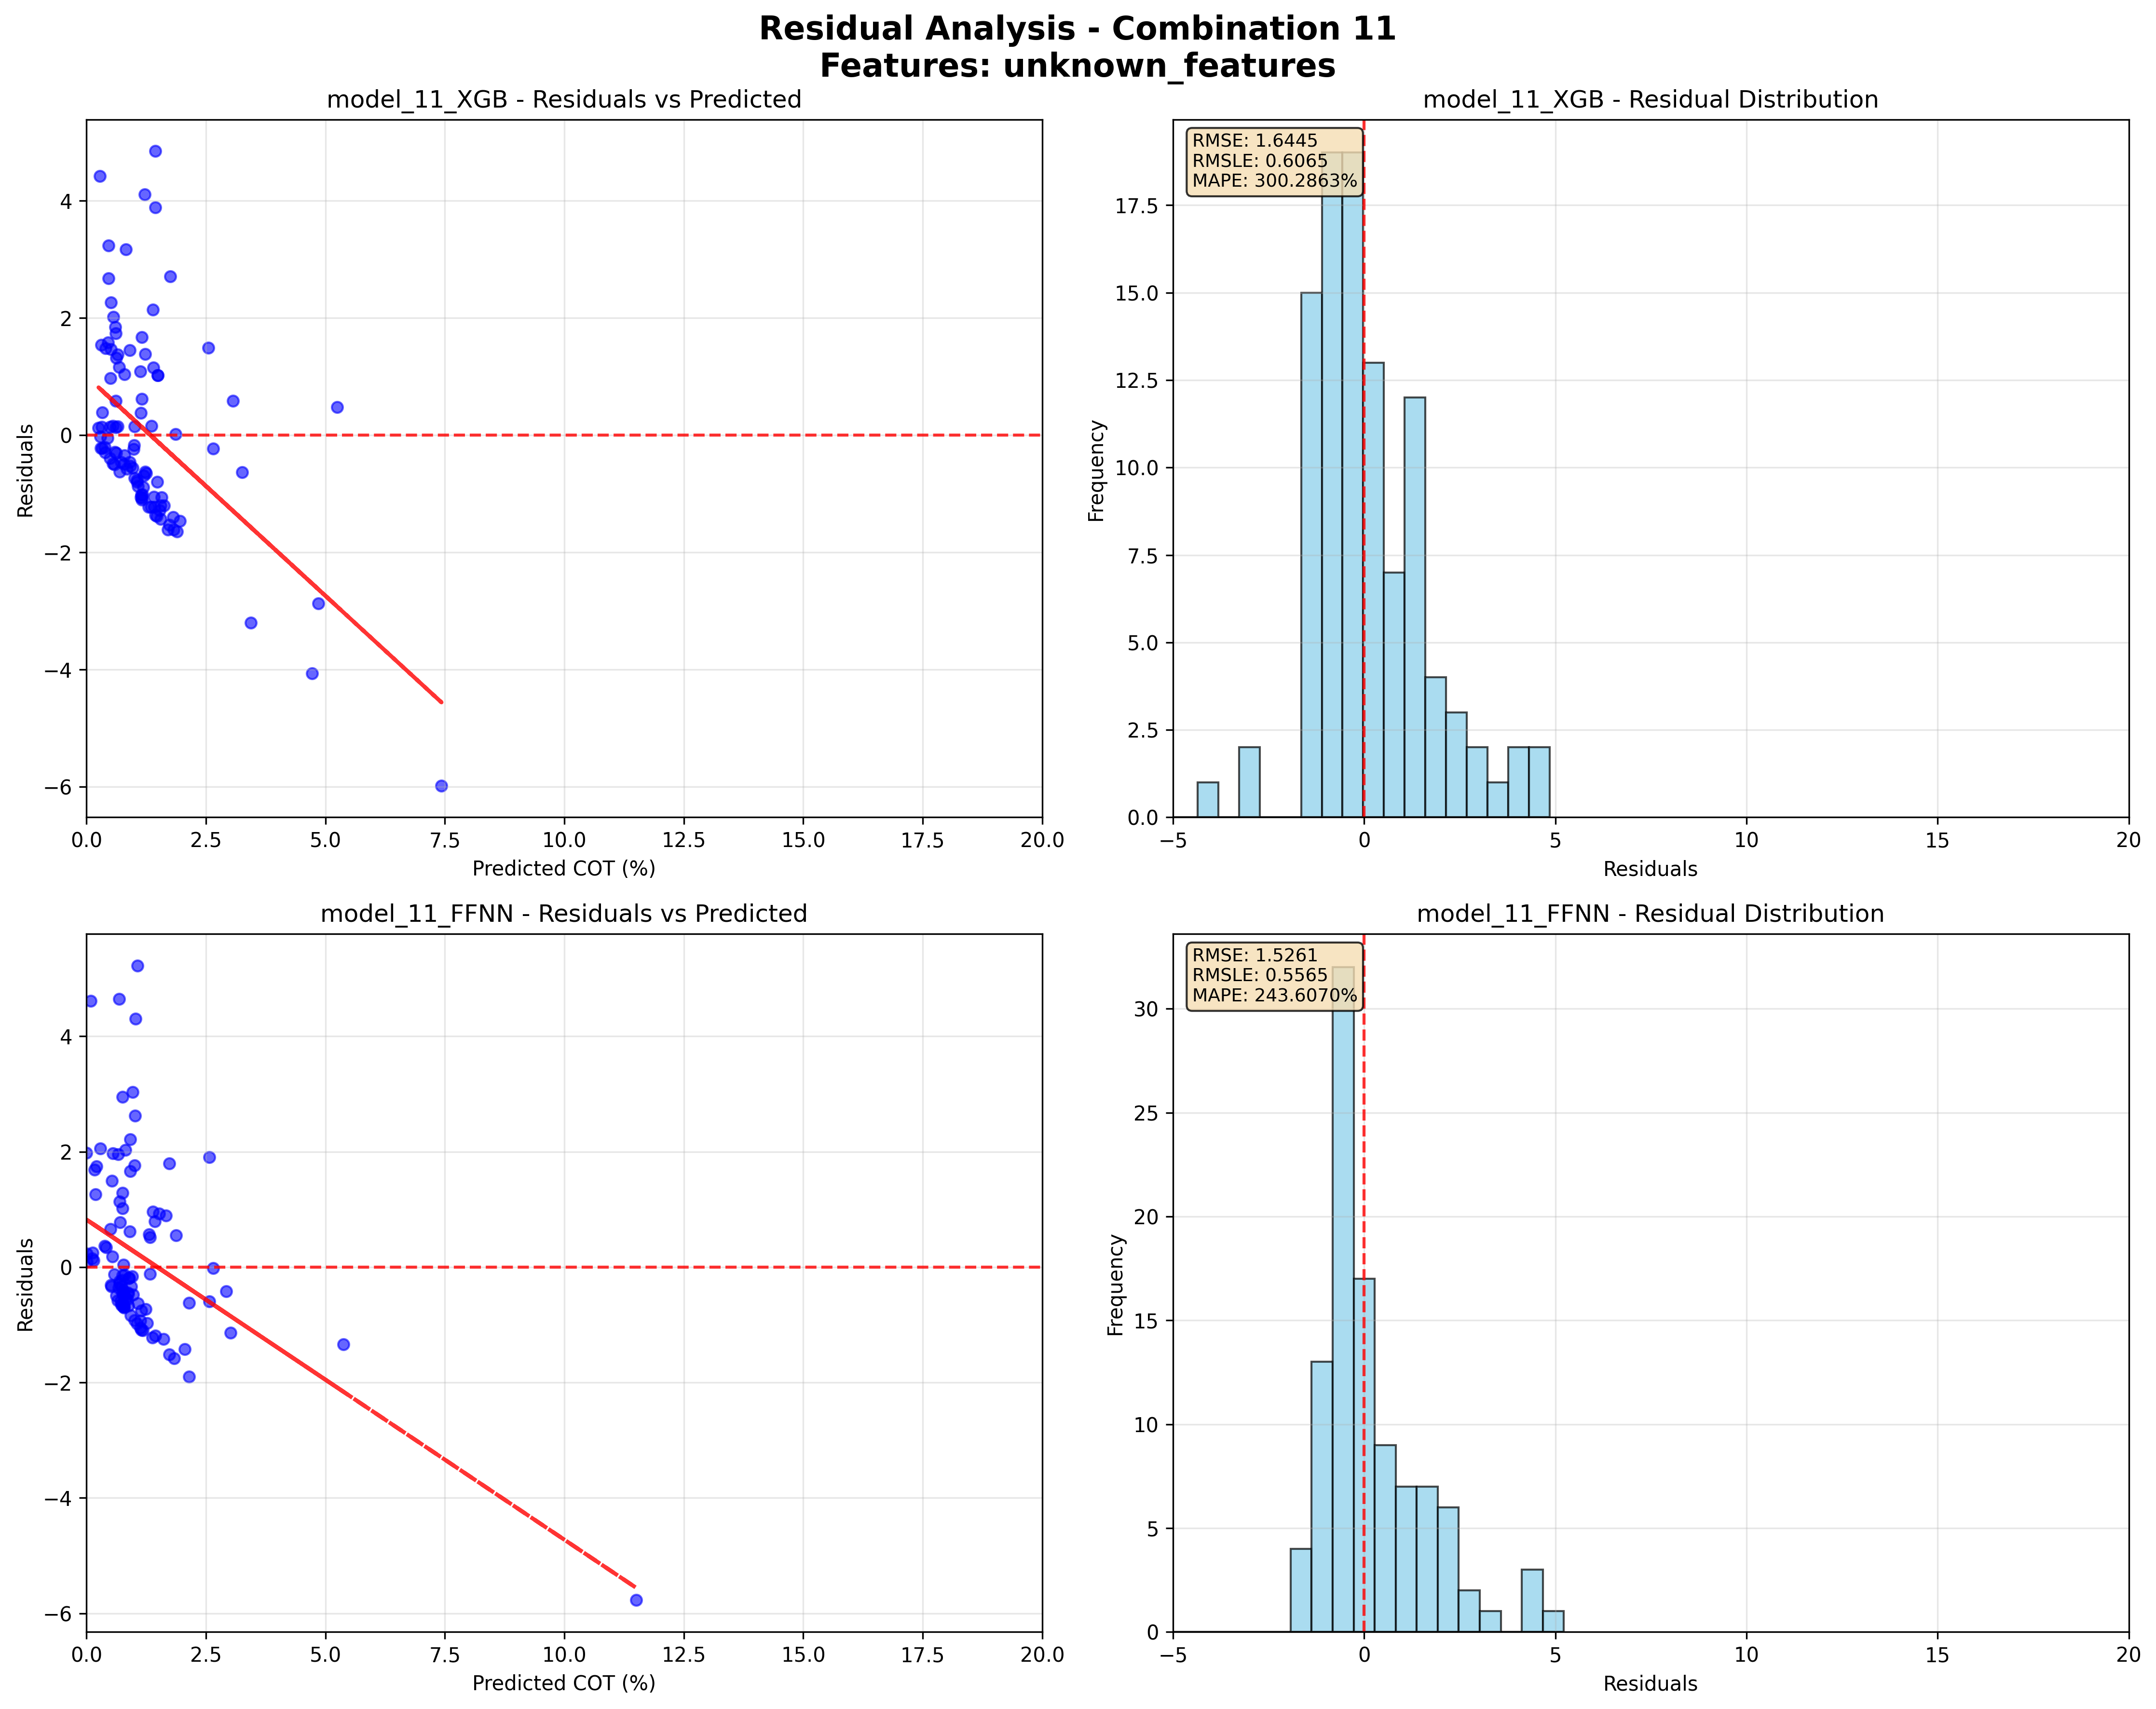 Residual Analysis - Combination 11
Features: unknown_features
model_11_XGB - Residuals vs Predicted
4
2
0
−2
−4
−6
Residuals
0.0 2.5 5.0 7.5 10.0 12.5 15.0 17.5 20.0
Predicted COT (%)
model_11_XGB - Residual Distribution
RMSE: 1.6445
RMSLE: 0.6065
MAPE: 300.2863%
17.5
15.0
12.5
10.0
7.5
5.0
2.5
0.0
Frequency
−5 0 5 10 15 20
Residuals
model_11_FFNN - Residuals vs Predicted
4
2
0
−2
−4
−6
Residuals
0.0 2.5 5.0 7.5 10.0 12.5 15.0 17.5 20.0
Predicted COT (%)
model_11_FFNN - Residual Distribution
RMSE: 1.5261
RMSLE: 0.5565
MAPE: 243.6070%
30
25
20
15
10
5
0
Frequency
−5 0 5 10 15 20
Residuals